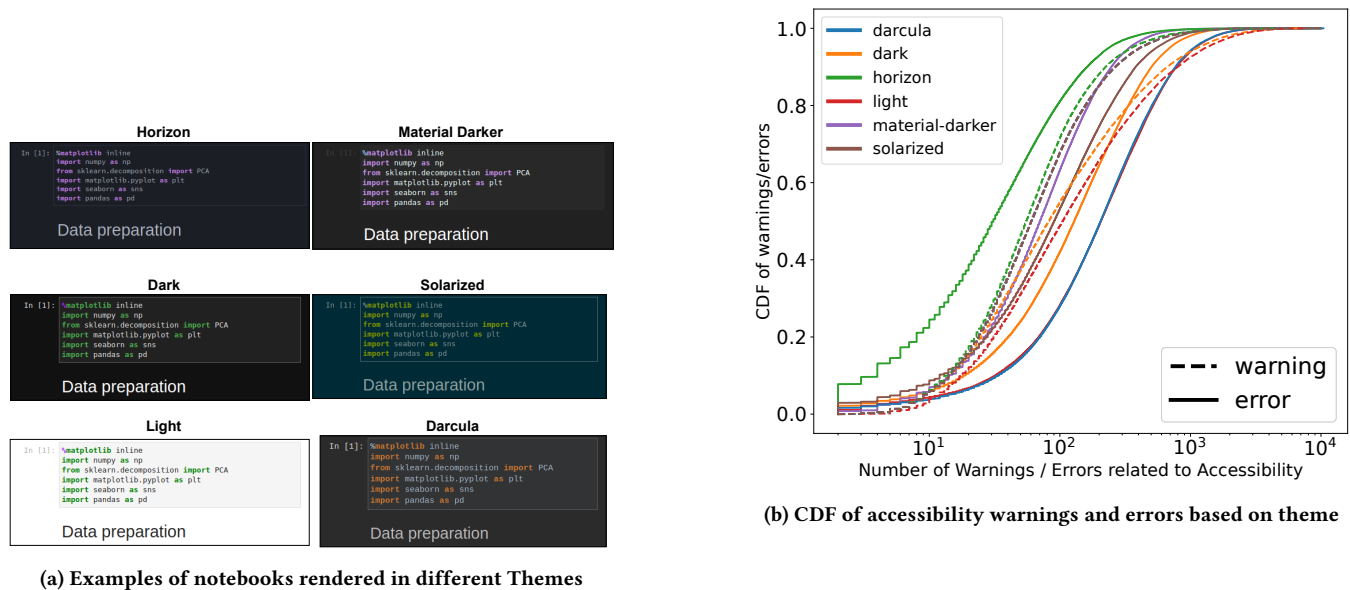 Horizon
In [1]:
%matplotlib inline
import numpy as np
from sklearn.decomposition import PCA
import matplotlib.pyplot as plt
import seaborn as sns
import pandas as pd
Data preparation
Material Darker
In [1]:
%matplotlib inline
import numpy as np
from sklearn.decomposition import PCA
import matplotlib.pyplot as plt
import seaborn as sns
import pandas as pd
Data preparation
Dark
In [1]:
%matplotlib inline
import numpy as np
from sklearn.decomposition import PCA
import matplotlib.pyplot as plt
import seaborn as sns
import pandas as pd
Data preparation
Solarized
In [1]:
%matplotlib inline
import numpy as np
from sklearn.decomposition import PCA
import matplotlib.pyplot as plt
import seaborn as sns
import pandas as pd
Data preparation
Light
In [1]:
%matplotlib inline
import numpy as np
from sklearn.decomposition import PCA
import matplotlib.pyplot as plt
import seaborn as sns
import pandas as pd
Data preparation
Darcula
In [1]:
%matplotlib inline
import numpy as np
from sklearn.decomposition import PCA
import matplotlib.pyplot as plt
import seaborn as sns
import pandas as pd
Data preparation
(a) Examples of notebooks rendered in different Themes
CDF of warnings/errors
1.0
0.8
0.6
0.4
0.2
0.0
darcula
dark
horizon
light
material-darker
solarized
warning
error
10¹
10²
10³
10⁴
Number of Warnings / Errors related to Accessibility
(b) CDF of accessibility warnings and errors based on theme